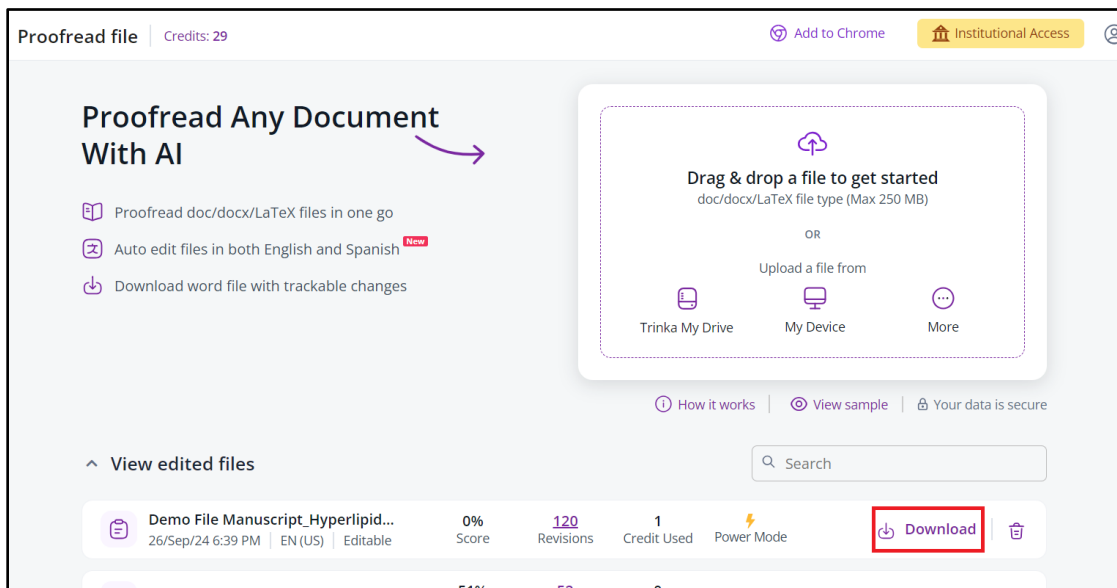 Proofread file
Credits: 29
Add to Chrome
Institutional Access
Proofread Any Document
With AI
Proofread doc/docx/LaTeX files in one go
Auto edit files in both English and Spanish New
Download word file with trackable changes
Drag & drop a file to get started
doc/docx/LaTeX file type (Max 250 MB)
OR
Upload a file from
Trinka My Drive
My Device
More
How it works
View sample
Your data is secure
View edited files
Search
Demo File Manuscript_Hyperlipid...
26/Sep/24 6:39 PM
EN (US)
Editable
0%
Score
120
Revisions
1
Credit Used
Power Mode
Download